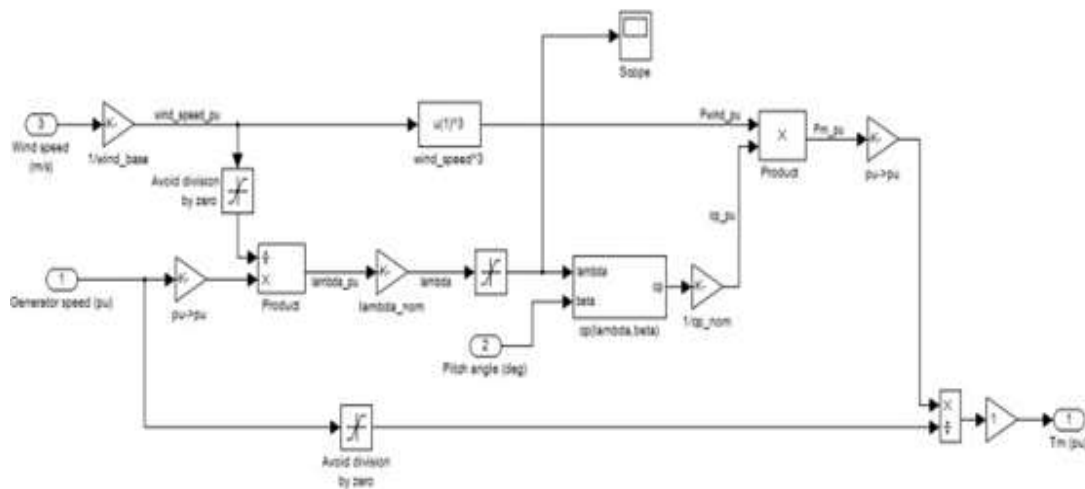 Scope
3
Wind speed
(m/s)
K-
1/wind_base
wind_speed_pu
u(1)^3
wind_speed^3
Pwind_pu
X
Product
Pm_pu
K-
pu->pu
Avoid division
by zero
cp_pu
1
Generator speed (pu)
K-
pu->pu
÷
X
Product
lambda_pu
K-
lambda_nom
lambda
lambda
beta
cp
cp(lambda,beta)
K-
1/cp_nom
2
Pitch angle (deg)
Avoid division
by zero
X
÷
1
1
Tm (pu)